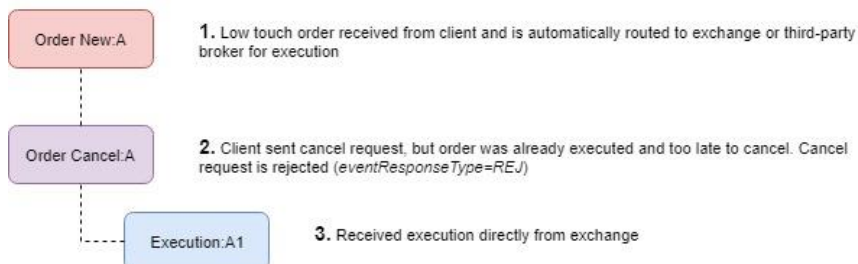 Order New:A
1. Low touch order received from client and is automatically routed to exchange or third-party
broker for execution
Order Cancel:A
2. Client sent cancel request, but order was already executed and too late to cancel. Cancel
request is rejected (eventResponseType=REJ)
Execution:A1
3. Received execution directly from exchange